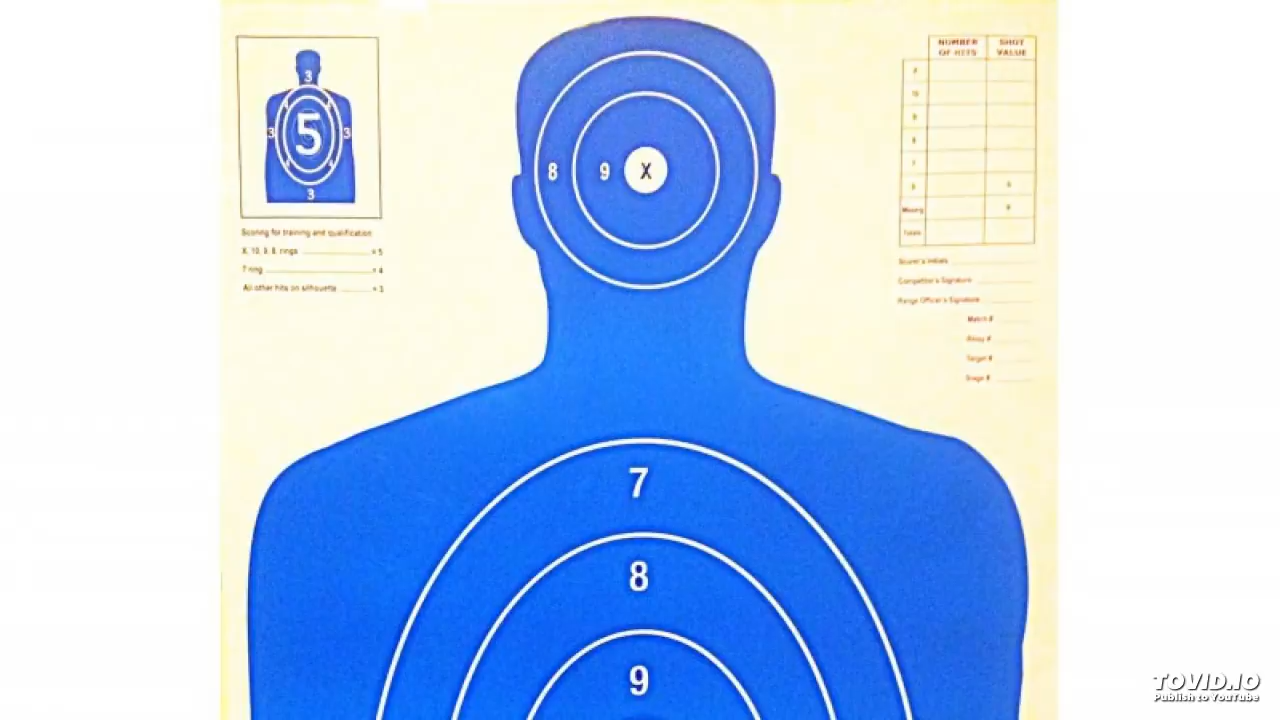 NUMBER OF HITS
SHOT VALUE
3
3
5
3
3
Scoring for training and qualification
X, 10, 9, 8, rings = 5
7 ring = 4
All other hits on silhouette = 3
10
9
8
7
Missing
Totals
Scorer's Initials
Competitor's Signature
Range Officer's Signature
Match #
Relay #
Target #
Stage #
8 9 X
7
8
9
TOVID.IO
Publish to YouTube